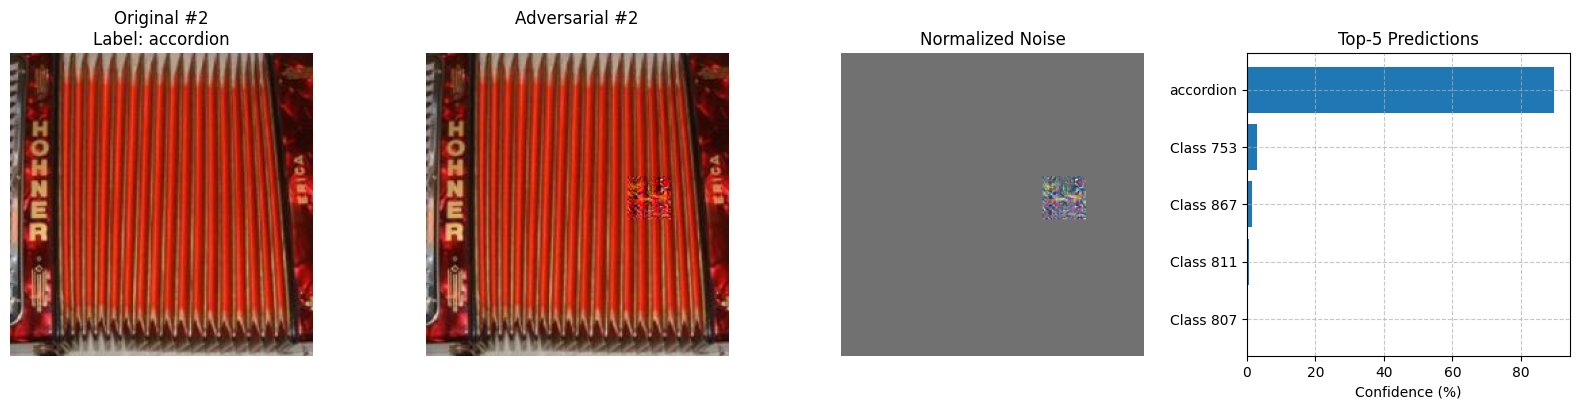 Original #2
Label: accordion
HOHNER
ERICA
Adversarial #2
HOHNER
ERICA
Normalized Noise
Top-5 Predictions
accordion
Class 753
Class 867
Class 811
Class 807
0 20 40 60 80
Confidence (%)